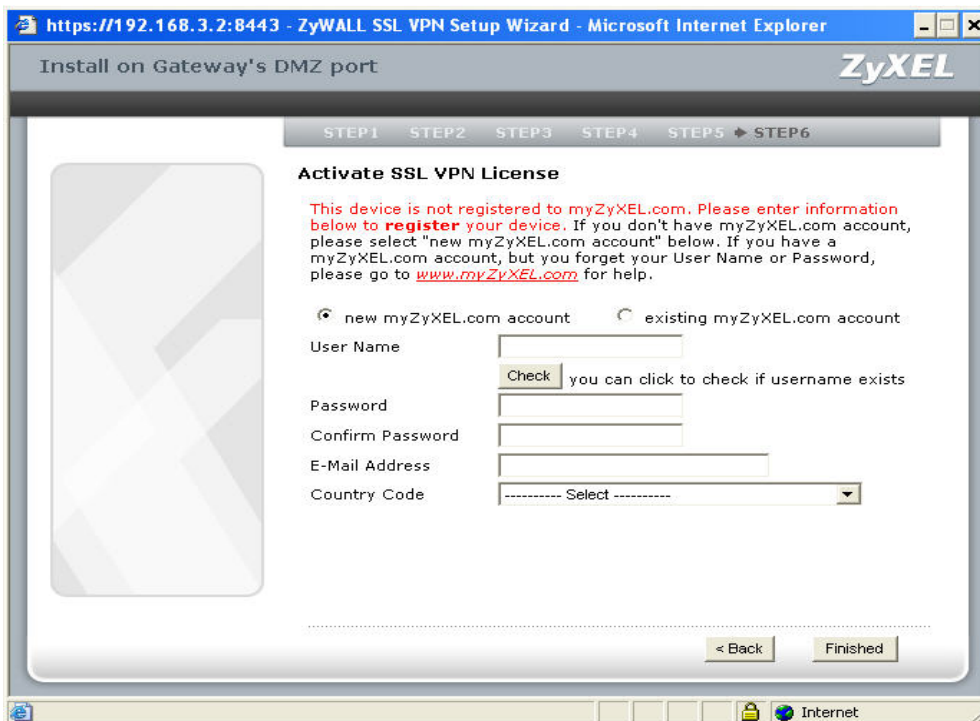 https://192.168.3.2:8443 - ZyWALL SSL VPN Setup Wizard - Microsoft Internet Explorer
Install on Gateway's DMZ port
ZyXEL
STEP1 STEP2 STEP3 STEP4 STEP5 STEP6
Activate SSL VPN License
This device is not registered to myZyXEL.com. Please enter information
below to register your device. If you don't have myZyXEL.com account,
please select "new myZyXEL.com account" below. If you have a
myZyXEL.com account, but you forget your User Name or Password,
please go to www.myZyXEL.com for help.
new myZyXEL.com account existing myZyXEL.com account
User Name
Check you can click to check if username exists
Password
Confirm Password
E-Mail Address
Country Code ---------- Select ----------
< Back Finished
Internet